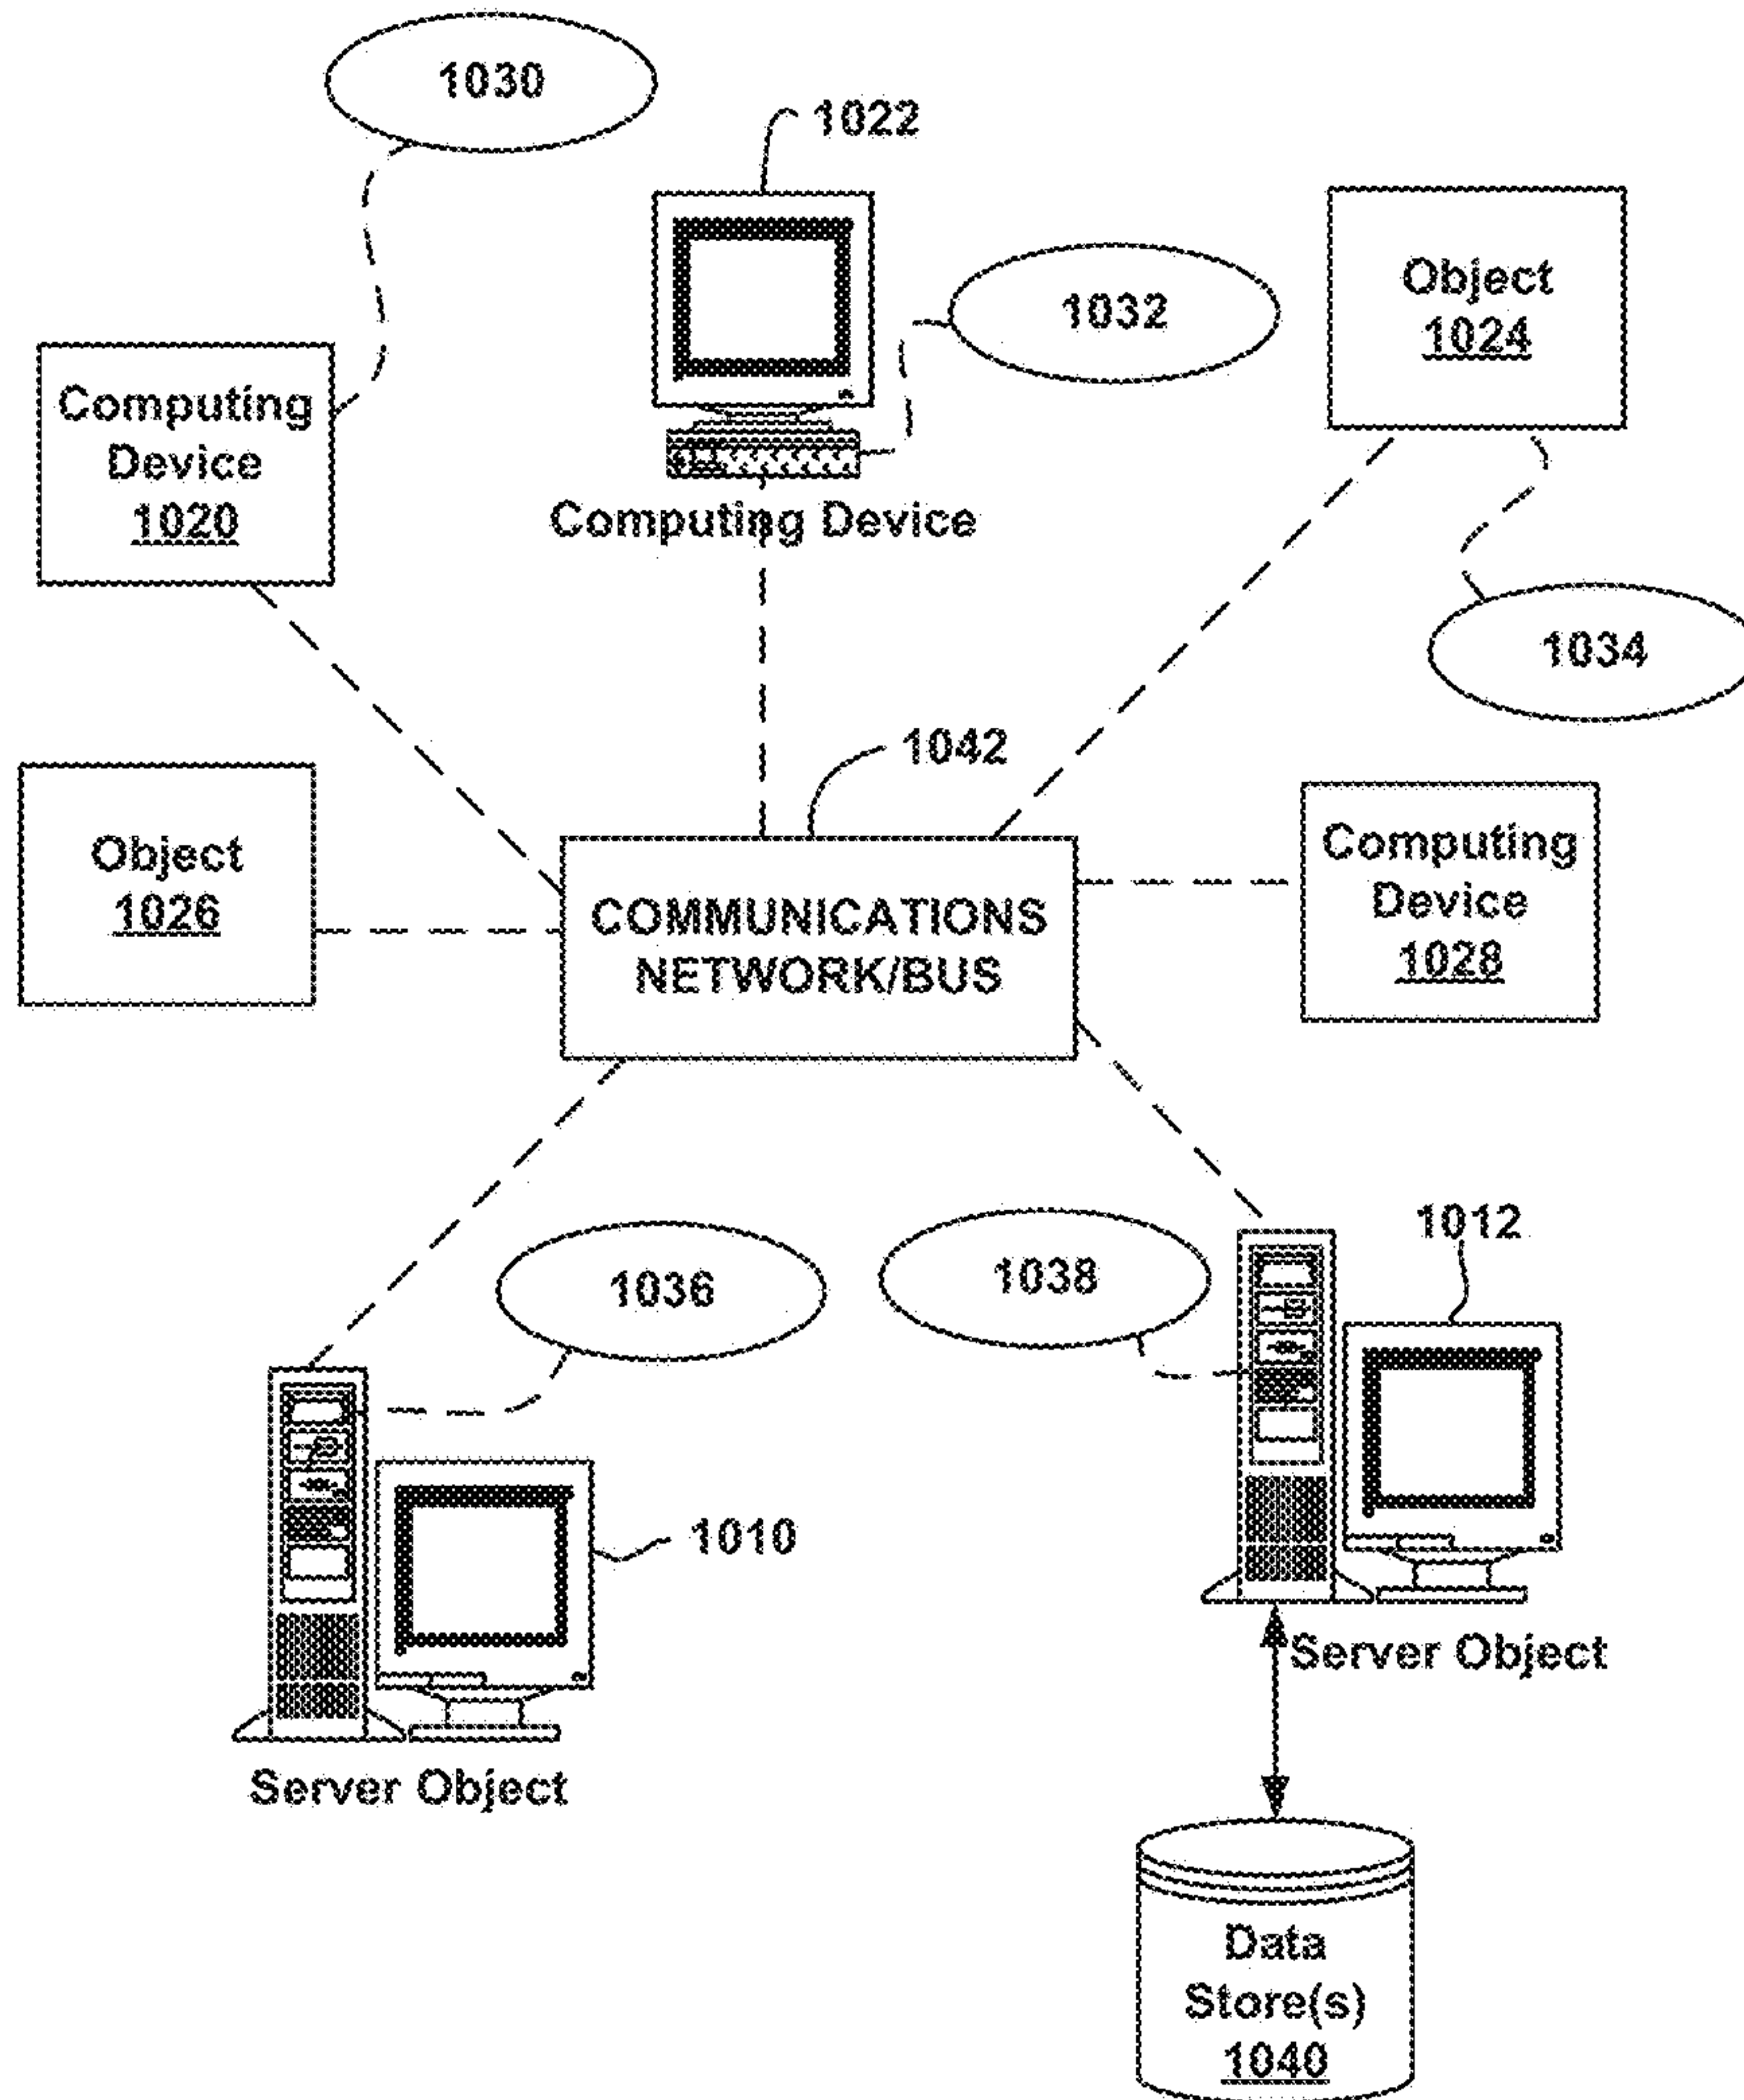 1030
1022
1032
Object
1024
Computing
Device
1020
Computing Device
1034
1042
Object
1026
COMMUNICATIONS
NETWORK/BUS
Computing
Device
1028
1036
1038
1012
1010
Server Object
Server Object
Data
Store(s)
1040